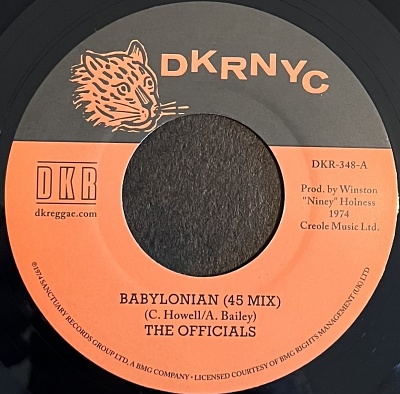 DKRNYC
DKR
dkreggae.com
DKR-348-A
Prod. by Winston
"Niney" Holness
1974
Creole Music Ltd.
BABYLONIAN (45 MIX)
(C. Howell/A. Bailey)
THE OFFICIALS
℗1974 SANCTUARY RECORDS GROUP LTD, A BMG COMPANY • LICENSED COURTESY OF BMG RIGHTS MANAGEMENT (UK) LTD